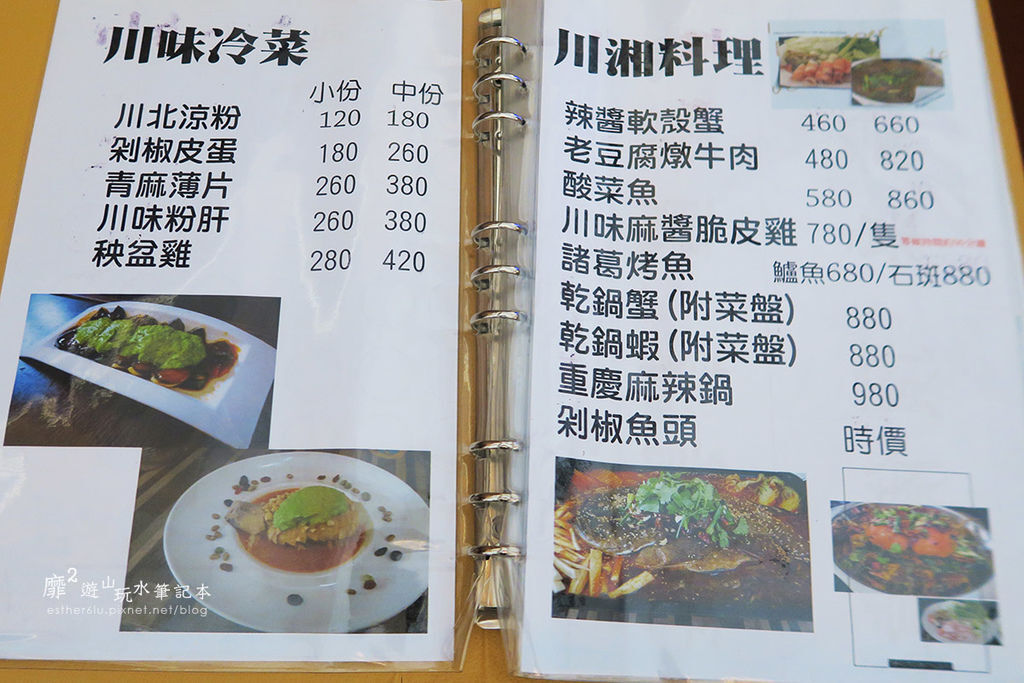 川味冷菜
小份 中份
川北涼粉 120 180
剁椒皮蛋 180 260
青麻薄片 260 380
川味粉肝 260 380
秧盆雞 280 420
川湘料理
辣醬軟殼蟹 460 660
老豆腐燉牛肉 480 820
酸菜魚 580 860
川味麻醬脆皮雞 780/隻
諸葛烤魚 鱸魚680/石斑880
乾鍋蟹(附菜盤) 880
乾鍋蝦(附菜盤) 880
重慶麻辣鍋 980
剁椒魚頭 時價
靡2遊山玩水筆記本
esther61u.pixnet.net/blog